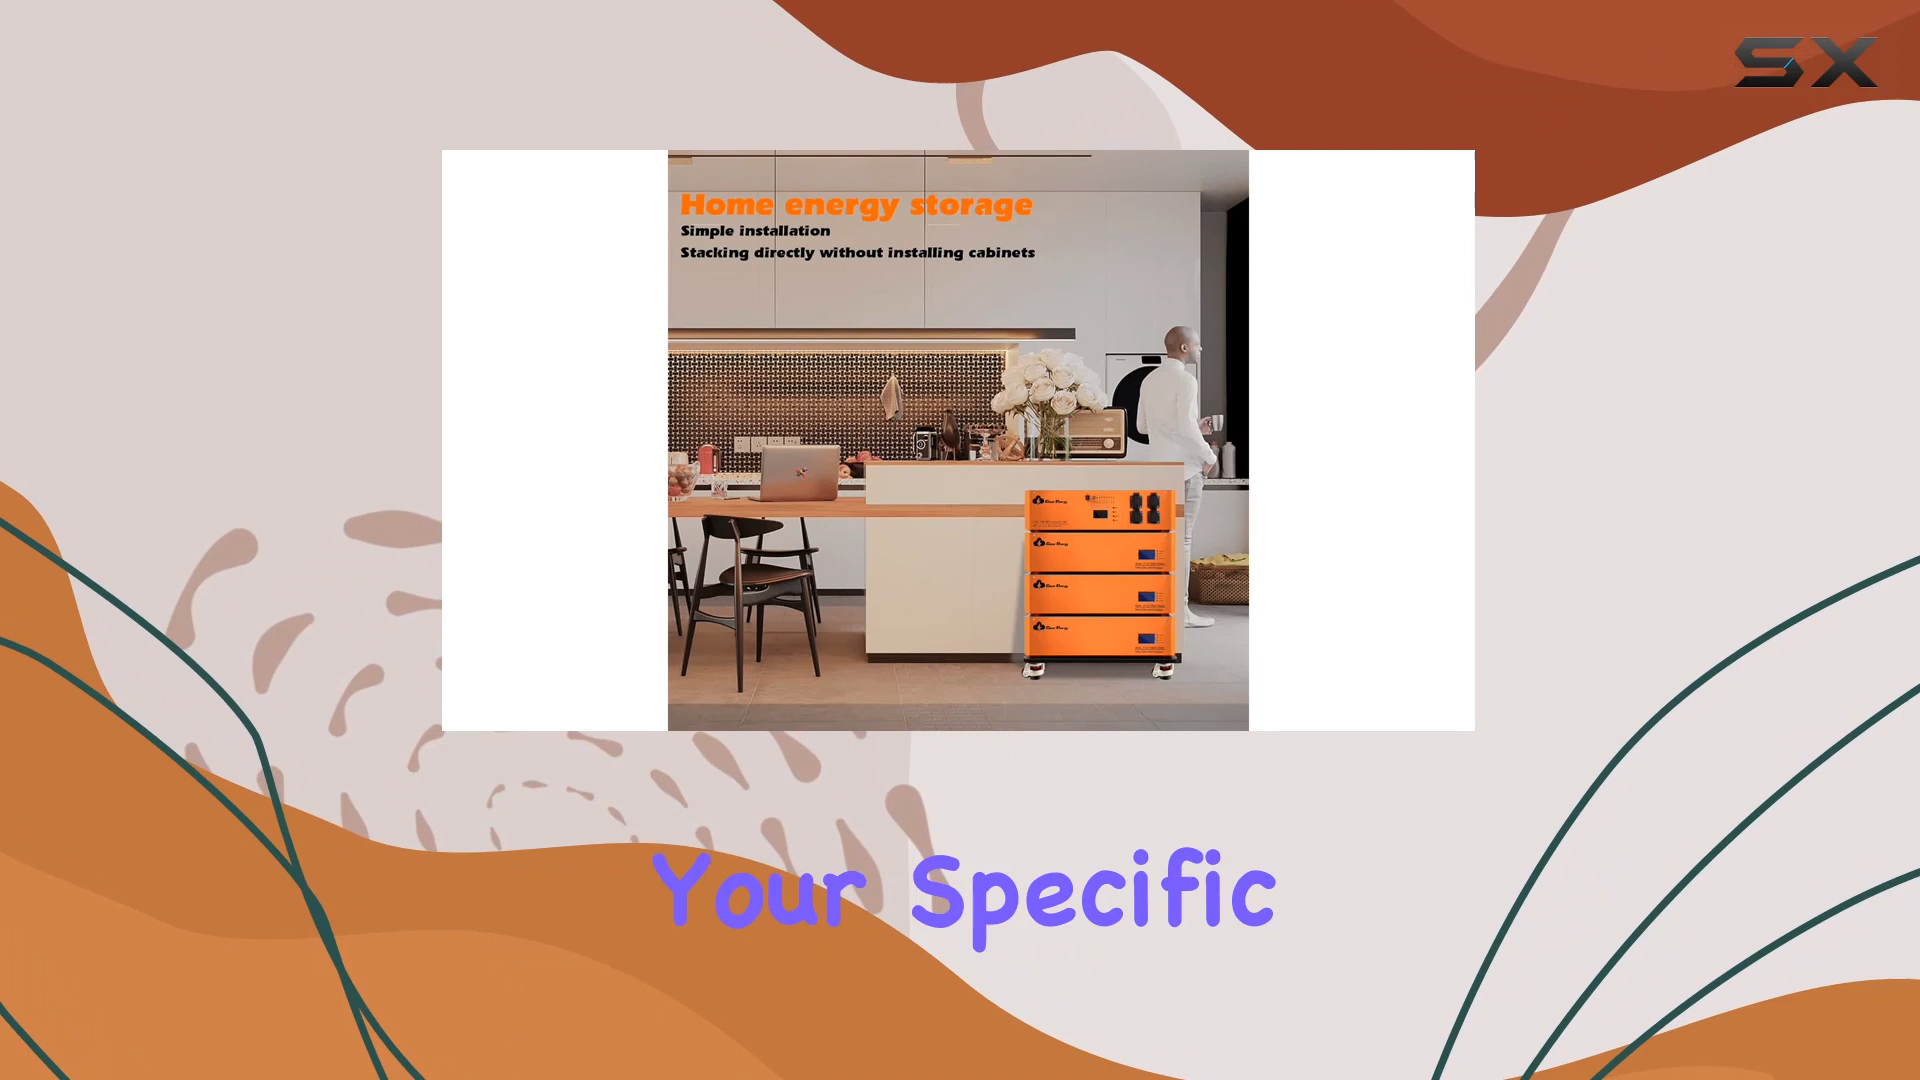 SX
Home energy storage
Simple installation
Stacking directly without installing cabinets
Your Specific